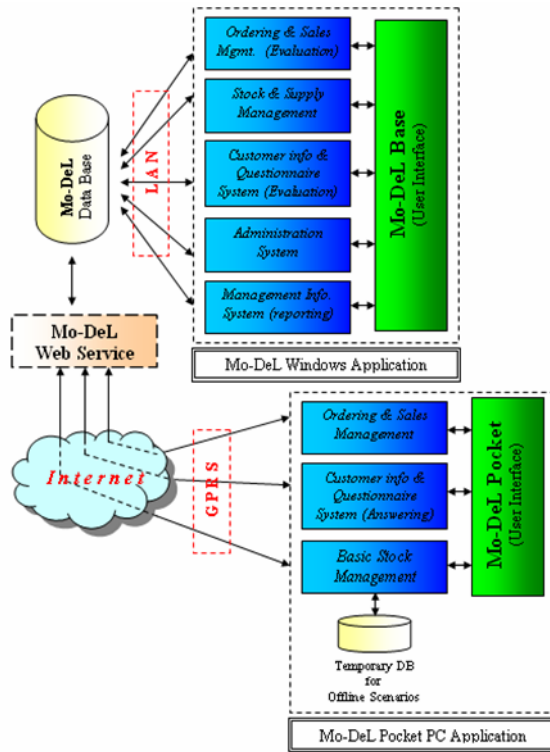 Ordering & Sales
Mgmt. (Evaluation)
Stock & Supply
Management
Customer info &
Questionnaire
System (Evaluation)
Administration
System
Management Info.
System (reporting)
Mo-DeL Base
(User Interface)
Mo-DeL Windows Application
LAN
Mo-DeL
Data Base
Mo-DeL
Web Service
Internet
GPRS
Ordering & Sales
Management
Customer info &
Questionnaire
System (Answering)
Basic Stock
Management
Mo-DeL Pocket
(User Interface)
Temporary DB
for
Offline Scenarios
Mo-DeL Pocket PC Application